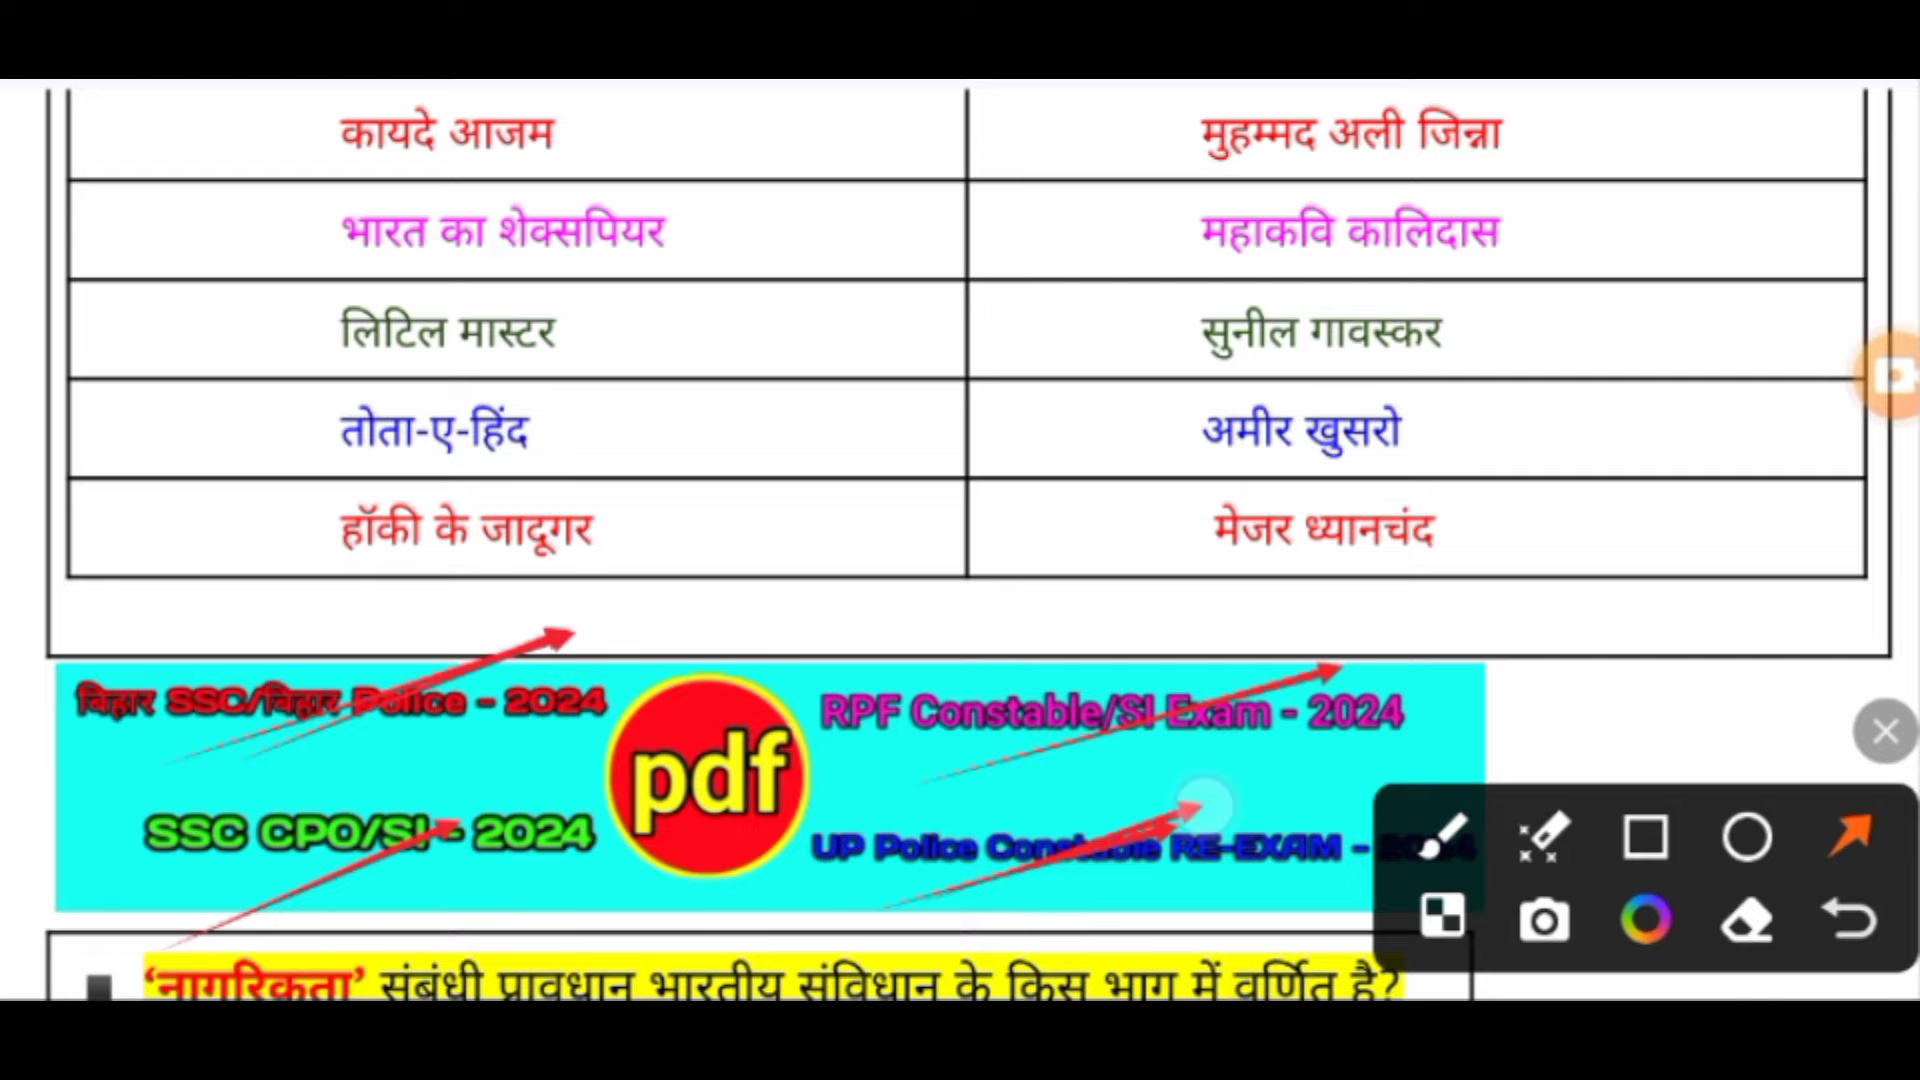 कायदे आजम मुहम्मद अली जिन्ना
भारत का शेक्सपियर महाकवि कालिदास
लिटिल मास्टर सुनील गावस्कर
तोता-ए-हिंद अमीर खुसरो
हॉकी के जादूगर मेजर ध्यानचंद
बिहार SSC/बिहार Police - 2024
RPF Constable/SI Exam - 2024
pdf
SSC CPO/SI - 2024
UP Police Constable RE-EXAM - 2024
‘नागरिकता’ संबंधी प्रावधान भारतीय संविधान के किस भाग में वर्णित है?